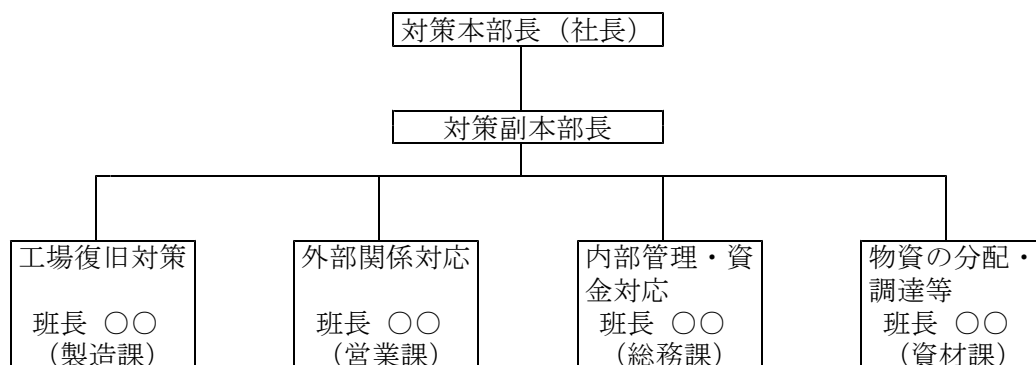 対策本部長（社長）
対策副本部長
工場復旧対策
班長 ○○
（製造課）
外部関係対応
班長 ○○
（営業課）
内部管理・資
金対応
班長 ○○
（総務課）
物資の分配・
調達等
班長 ○○
（資材課）